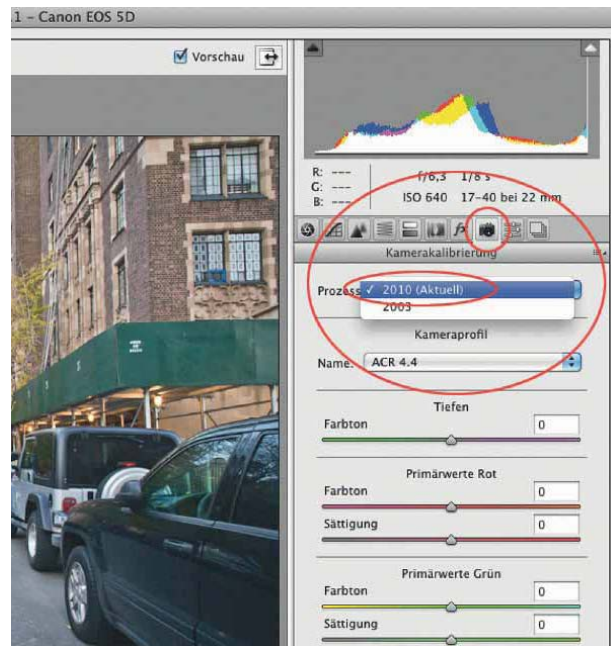 1 – Canon EOS 5D
Vorschau
R: ---
G: ---
B: ---
f/6,3 1/8 s
ISO 640 17–40 bei 22 mm
fx
Kamerakalibrierung
Prozess ✓ 2010 (Aktuell)
2003
Kameraprofil
Name: ACR 4.4
Tiefen
Farbton 0
Primärwerte Rot
Farbton 0
Sättigung 0
Primärwerte Grün
Farbton 0
Sättigung 0